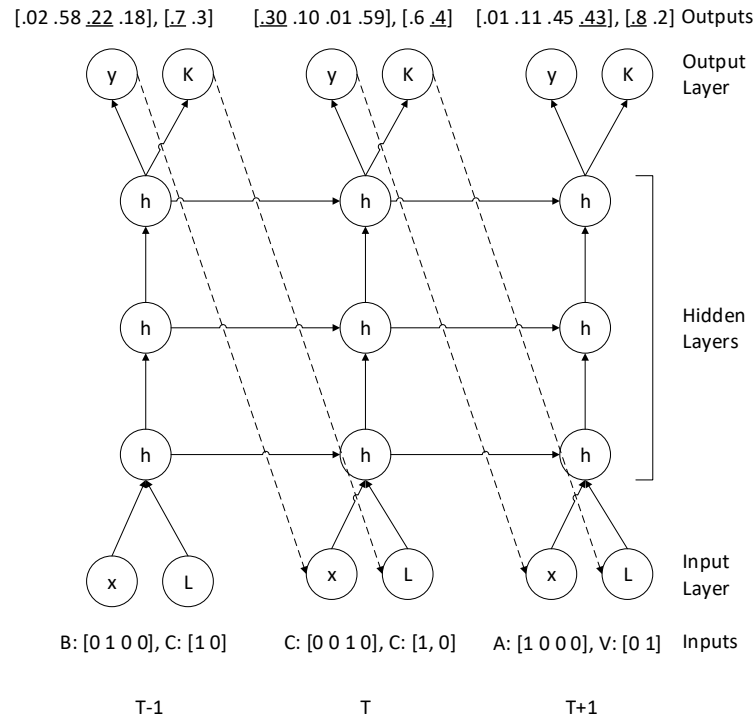 [.02 .58 .22 .18], [.7 .3] [.30 .10 .01 .59], [.6 .4] [.01 .11 .45 .43], [.8 .2] Outputs
y K y K y K Output
Layer
h h h
h h h Hidden
Layers
h h h
x L x L x L Input
Layer
B: [0 1 0 0], C: [1 0] C: [0 0 1 0], C: [1, 0] A: [1 0 0 0], V: [0 1] Inputs
T-1 T T+1